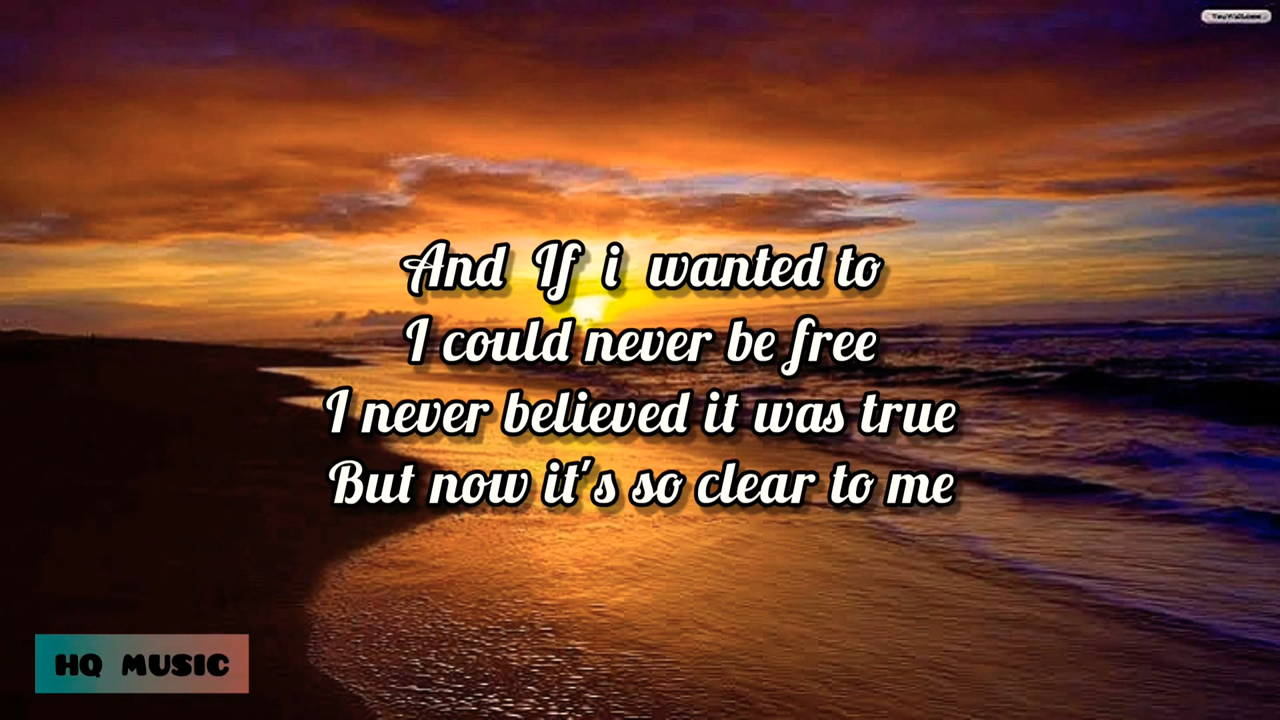 And If i wanted to
I could never be free
I never believed it was true
But now it's so clear to me
HQ MUSIC